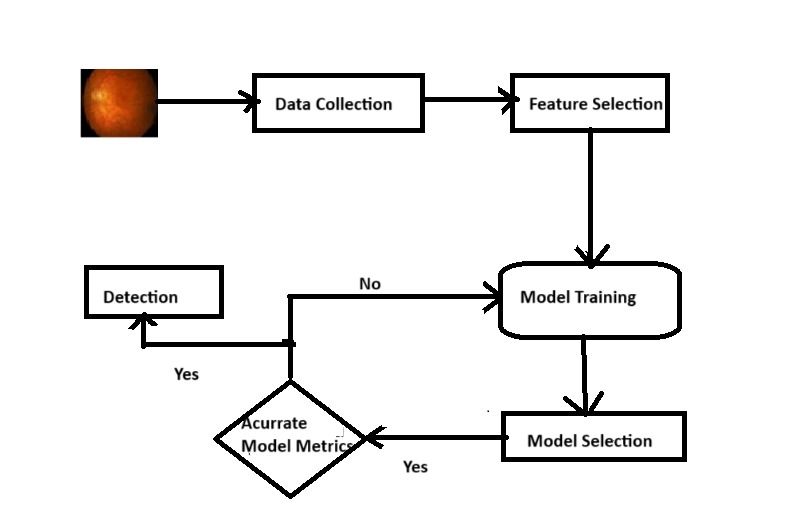 Data Collection
Feature Selection
Detection
No
Model Training
Yes
Acurrate
Model Metrics
Yes
Model Selection